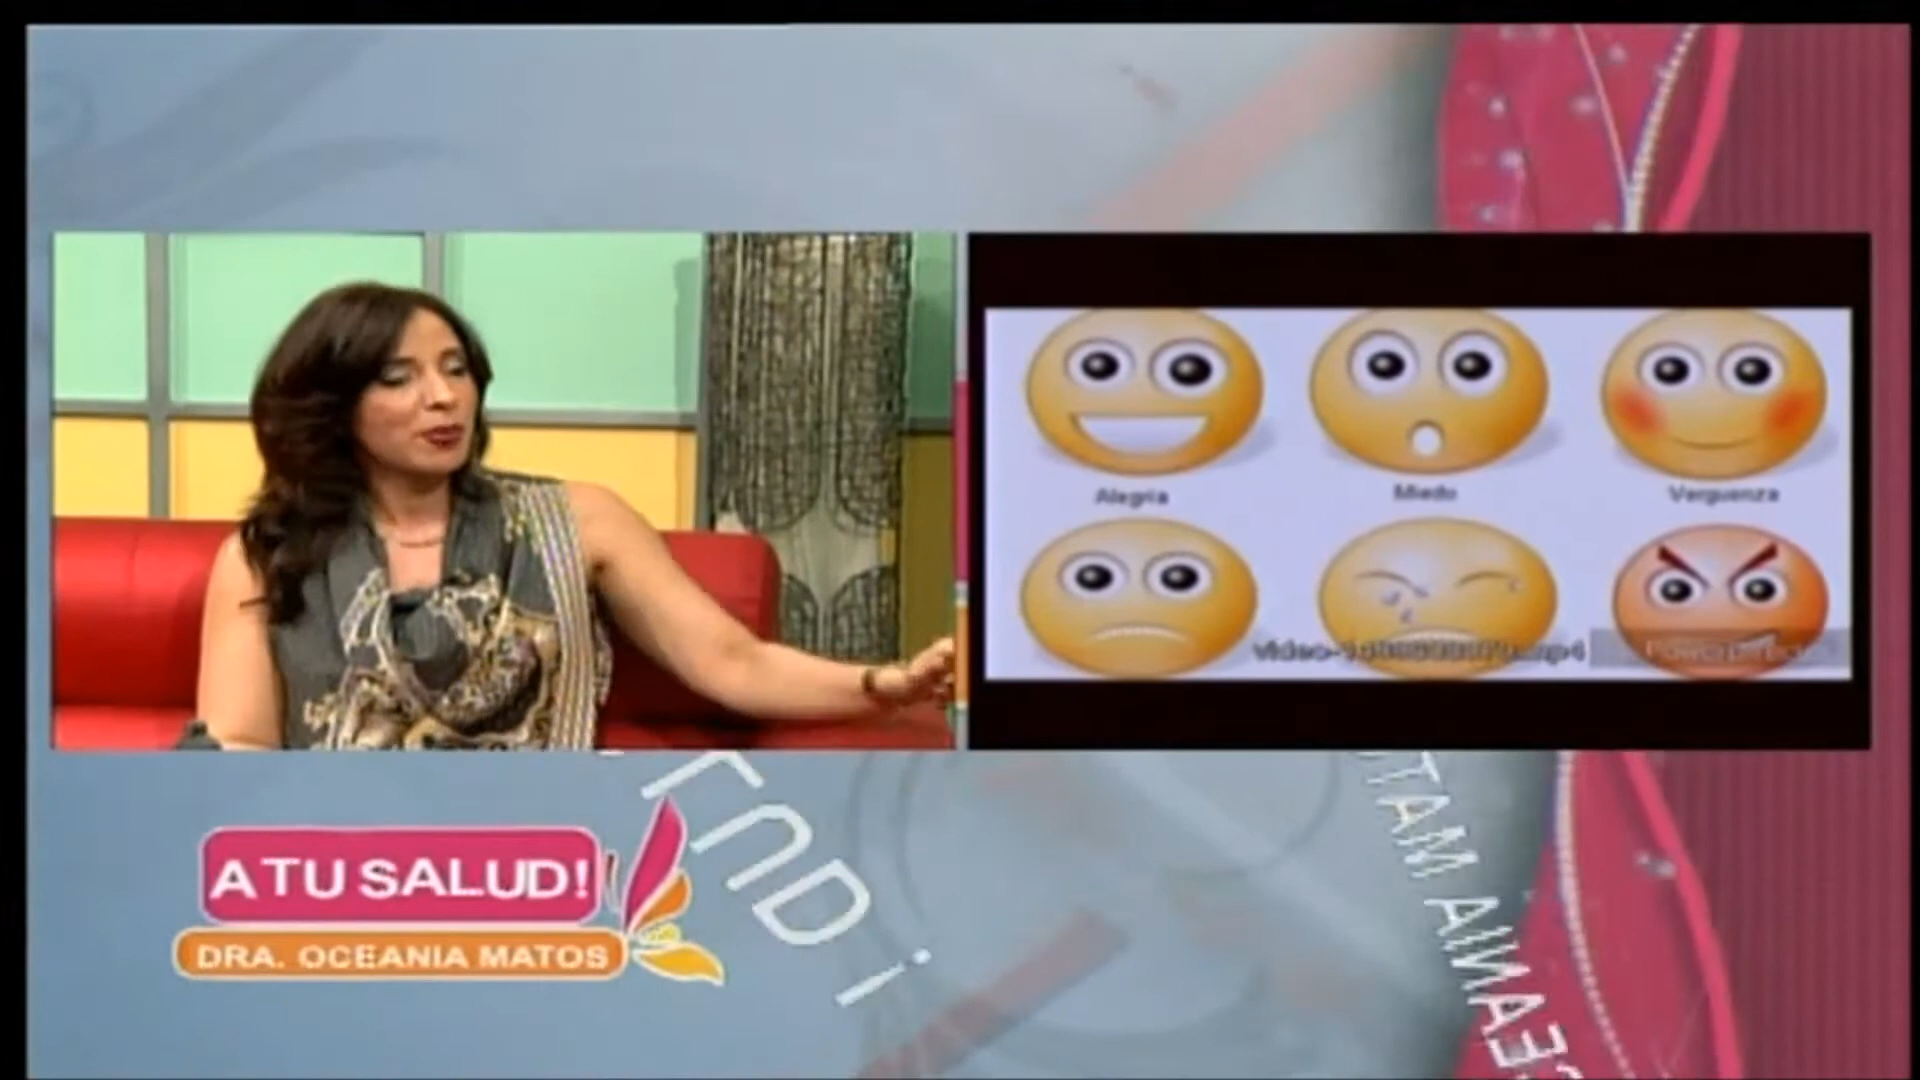 Alegria
Miedo
Verguenza
A TU SALUD!
DRA. OCEANIA MATOS